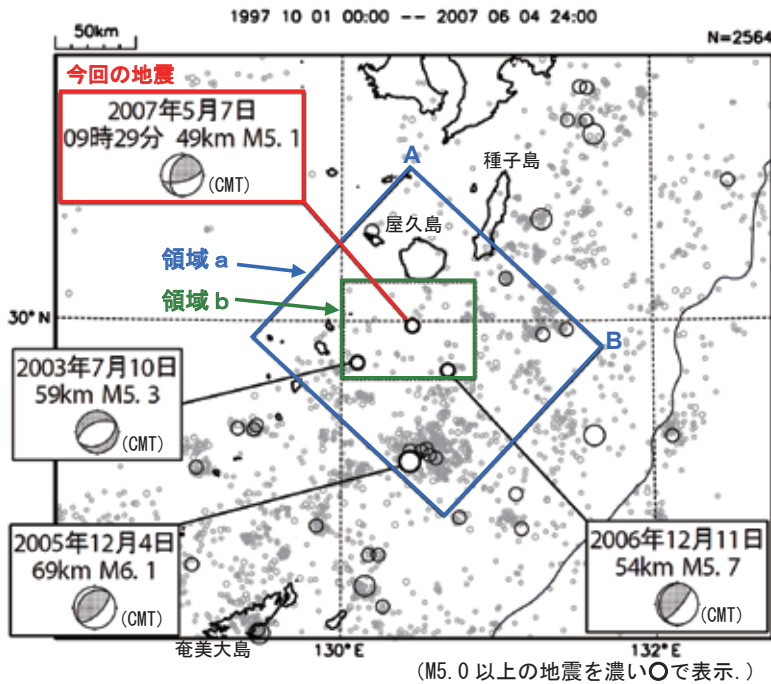 1997 10 01 00:00 -- 2007 06 04 24:00
50km
N=2564
今回の地震
2007年5月7日
09時29分 49km M5.1
(CMT)
A
種子島
屋久島
領域a
領域b
30°N
B
2003年7月10日
59km M5.3
(CMT)
2005年12月4日
69km M6.1
(CMT)
2006年12月11日
54km M5.7
(CMT)
奄美大島
130°E
132°E
(M5.0以上の地震を濃い○で表示.)